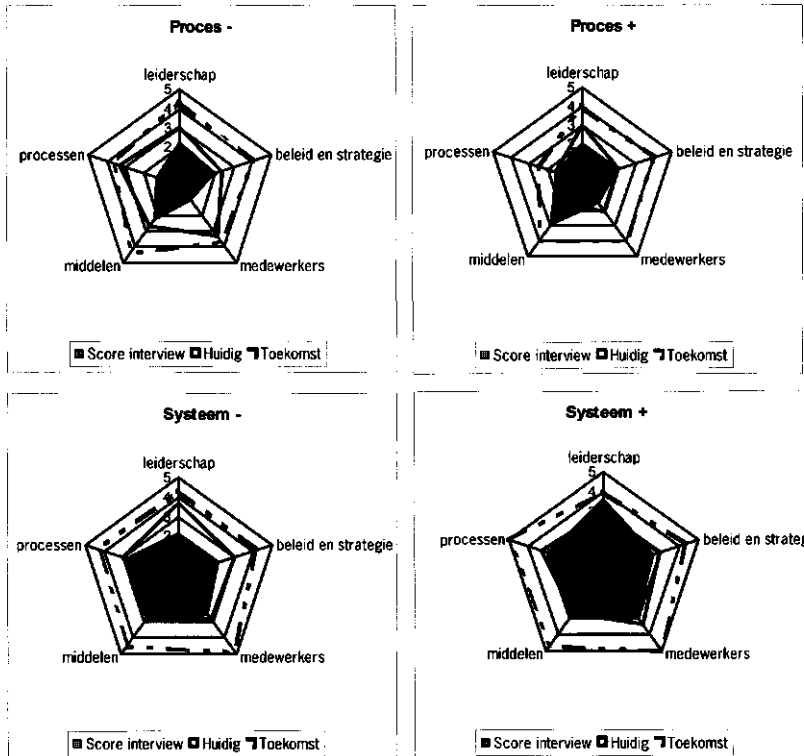 Proces -
leiderschap
5
4
3
2
processen
beleid en strategie
middelen
medewerkers
Score interview Huidig Toekomst
Proces +
leiderschap
5
4
3
processen
beleid en strategie
middelen
medewerkers
Score interview Huidig Toekomst
Systeem -
leiderschap
5
4
3
2
processen
beleid en strategie
middelen
medewerkers
Score interview Huidig Toekomst
Systeem +
leiderschap
5
4
processen
beleid en strateg
middelen
medewerkers
Score interview Huidig Toekomst